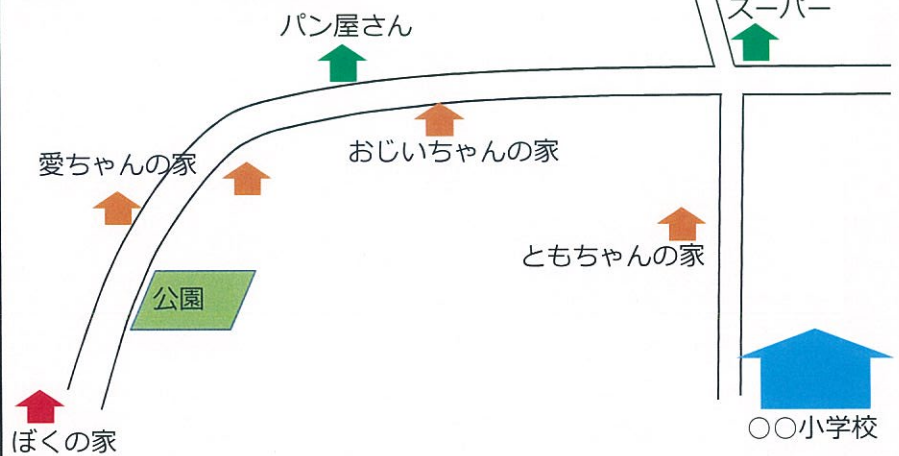 スーパー
パン屋さん
おじいちゃんの家
愛ちゃんの家
ともちゃんの家
公園
○○小学校
ぼくの家